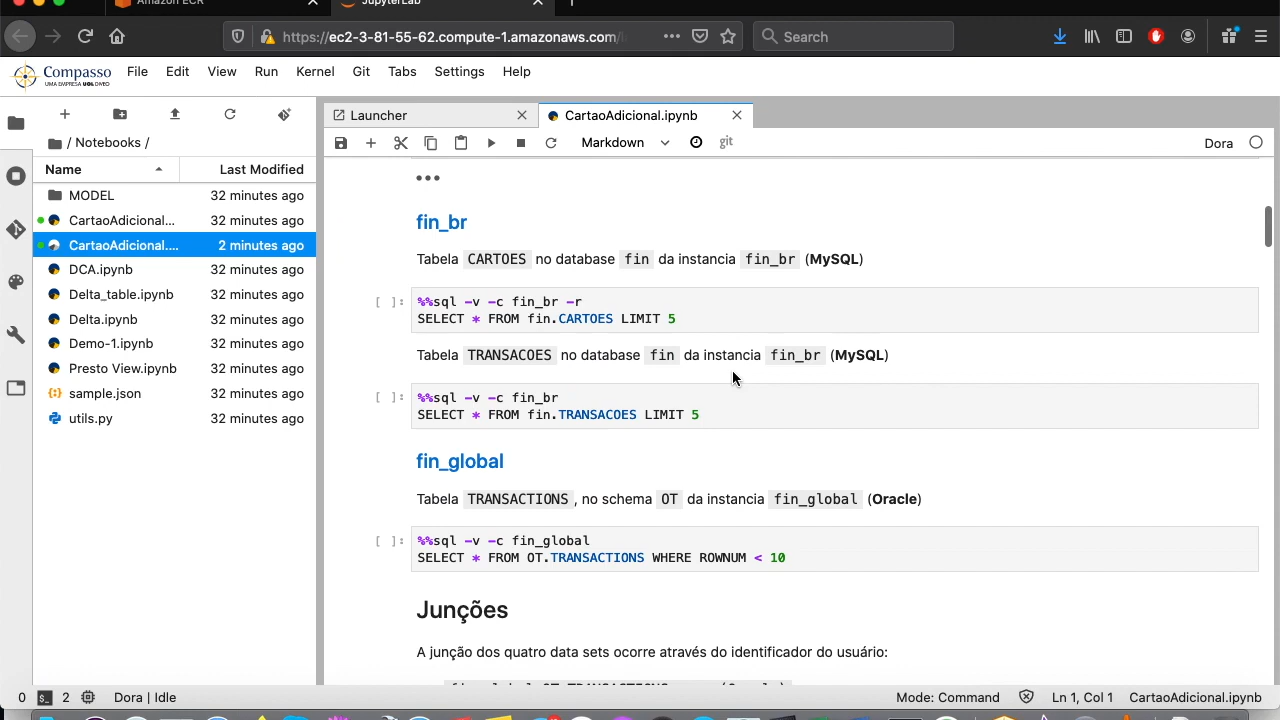 Amazon ECR
JupyterLab
https://ec2-3-81-55-62.compute-1.amazonaws.com/
Search
Compasso
UMA EMPRESA UOL DIVEO
File Edit View Run Kernel Git Tabs Settings Help
Launcher
CartaoAdicional.ipynb
/ Notebooks /
Markdown
git
Dora
Name
Last Modified
MODEL 32 minutes ago
CartaoAdicional... 32 minutes ago
CartaoAdicional.... 2 minutes ago
DCA.ipynb 32 minutes ago
Delta_table.ipynb 32 minutes ago
Delta.ipynb 32 minutes ago
Demo-1.ipynb 32 minutes ago
Presto View.ipynb 32 minutes ago
sample.json 32 minutes ago
utils.py 32 minutes ago
fin_br
Tabela CARTOES no database fin da instancia fin_br (MySQL)
[ ]: %%sql -v -c fin_br -r
SELECT * FROM fin.CARTOES LIMIT 5
Tabela TRANSACOES no database fin da instancia fin_br (MySQL)
[ ]: %%sql -v -c fin_br
SELECT * FROM fin.TRANSACOES LIMIT 5
fin_global
Tabela TRANSACTIONS , no schema OT da instancia fin_global (Oracle)
[ ]: %%sql -v -c fin_global
SELECT * FROM OT.TRANSACTIONS WHERE ROWNUM < 10
Junções
A junção dos quatro data sets ocorre através do identificador do usuário:
0 2 Dora | Idle
Mode: Command Ln 1, Col 1 CartaoAdicional.ipynb